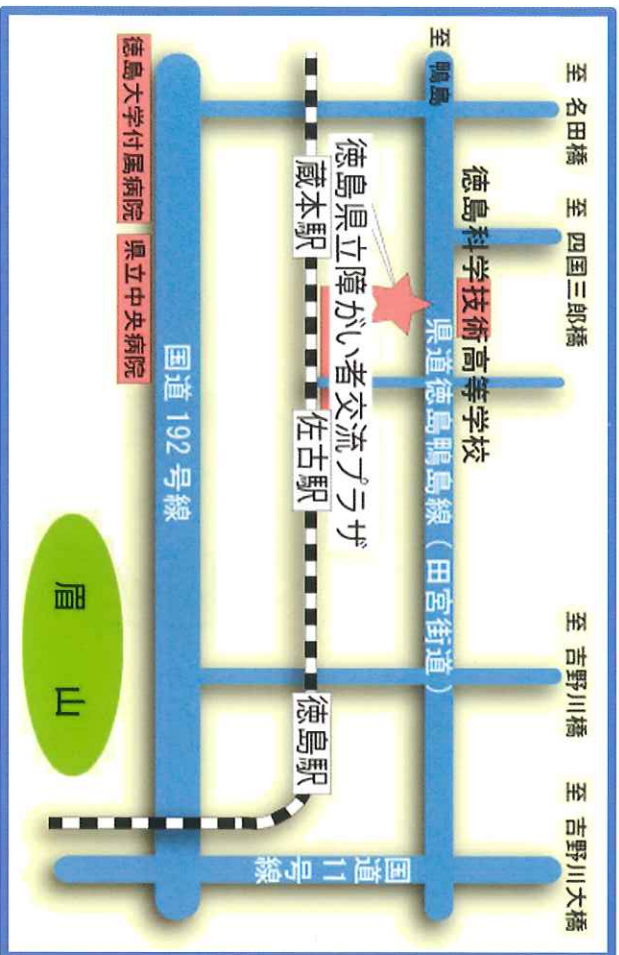 至 名田橋
至 四国三郎橋
至 吉野川橋
至 吉野川大橋
至 鴨島
徳島科学技術高等学校
県道徳島鴨島線(田宮街道)
徳島県立障がい者交流プラザ
蔵本駅
佐古駅
徳島駅
国道11号線
国道192号線
徳島大学付属病院
県立中央病院
眉山